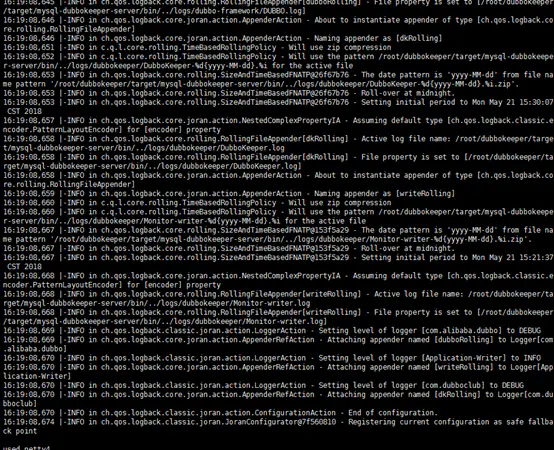 16:19:08,645 |-INFO in ch.qos.logback.core.rolling.RollingFileAppender[dubboRolling] - File property is set to [/root/dubbokeeper
/target/mysql-dubbokeeper-server/bin/../logs/dubbo-framework/DUBBO.log]
16:19:08,646 |-INFO in ch.qos.logback.core.joran.action.AppenderAction - About to instantiate appender of type [ch.qos.logback.co
re.rolling.RollingFileAppender]
16:19:08,646 |-INFO in ch.qos.logback.core.joran.action.AppenderAction - Naming appender as [dkRolling]
16:19:08,651 |-INFO in c.q.l.core.rolling.TimeBasedRollingPolicy - Will use zip compression
16:19:08,652 |-INFO in c.q.l.core.rolling.TimeBasedRollingPolicy - Will use the pattern /root/dubbokeeper/target/mysql-dubbokeepe
r-server/bin/../logs/dubbokeeper/DubboKeeper-%d{yyyy-MM-dd}.%i for the active file
16:19:08,653 |-INFO in ch.qos.logback.core.rolling.SizeAndTimeBasedFNATP@26f67b76 - The date pattern is 'yyyy-MM-dd' from file na
me pattern '/root/dubbokeeper/target/mysql-dubbokeeper-server/bin/../logs/dubbokeeper/DubboKeeper-%d{yyyy-MM-dd}.%i.zip'.
16:19:08,653 |-INFO in ch.qos.logback.core.rolling.SizeAndTimeBasedFNATP@26f67b76 - Roll-over at midnight.
16:19:08,653 |-INFO in ch.qos.logback.core.rolling.SizeAndTimeBasedFNATP@26f67b76 - Setting initial period to Mon May 21 15:30:07
CST 2018
16:19:08,657 |-INFO in ch.qos.logback.core.joran.action.NestedComplexPropertyIA - Assuming default type [ch.qos.logback.classic.e
ncoder.PatternLayoutEncoder] for [encoder] property
16:19:08,658 |-INFO in ch.qos.logback.core.rolling.RollingFileAppender[dkRolling] - Active log file name: /root/dubbokeeper/targe
t/mysql-dubbokeeper-server/bin/../logs/dubbokeeper/DubboKeeper.log
16:19:08,658 |-INFO in ch.qos.logback.core.rolling.RollingFileAppender[dkRolling] - File property is set to [/root/dubbokeeper/ta
rget/mysql-dubbokeeper-server/bin/../logs/dubbokeeper/DubboKeeper.log]
16:19:08,658 |-INFO in ch.qos.logback.core.joran.action.AppenderAction - About to instantiate appender of type [ch.qos.logback.co
re.rolling.RollingFileAppender]
16:19:08,659 |-INFO in ch.qos.logback.core.joran.action.AppenderAction - Naming appender as [writeRolling]
16:19:08,660 |-INFO in c.q.l.core.rolling.TimeBasedRollingPolicy - Will use zip compression
16:19:08,660 |-INFO in c.q.l.core.rolling.TimeBasedRollingPolicy - Will use the pattern /root/dubbokeeper/target/mysql-dubbokeepe
r-server/bin/../logs/dubbokeeper/Monitor-writer-%d{yyyy-MM-dd}.%i for the active file
16:19:08,667 |-INFO in ch.qos.logback.core.rolling.SizeAndTimeBasedFNATP@153f5a29 - The date pattern is 'yyyy-MM-dd' from file na
me pattern '/root/dubbokeeper/target/mysql-dubbokeeper-server/bin/../logs/dubbokeeper/Monitor-writer-%d{yyyy-MM-dd}.%i.zip'.
16:19:08,667 |-INFO in ch.qos.logback.core.rolling.SizeAndTimeBasedFNATP@153f5a29 - Roll-over at midnight.
16:19:08,667 |-INFO in ch.qos.logback.core.rolling.SizeAndTimeBasedFNATP@153f5a29 - Setting initial period to Mon May 21 15:21:37
CST 2018
16:19:08,668 |-INFO in ch.qos.logback.core.joran.action.NestedComplexPropertyIA - Assuming default type [ch.qos.logback.classic.e
ncoder.PatternLayoutEncoder] for [encoder] property
16:19:08,668 |-INFO in ch.qos.logback.core.rolling.RollingFileAppender[writeRolling] - Active log file name: /root/dubbokeeper/ta
rget/mysql-dubbokeeper-server/bin/../logs/dubbokeeper/Monitor-writer.log
16:19:08,668 |-INFO in ch.qos.logback.core.rolling.RollingFileAppender[writeRolling] - File property is set to [/root/dubbokeeper
/target/mysql-dubbokeeper-server/bin/../logs/dubbokeeper/Monitor-writer.log]
16:19:08,669 |-INFO in ch.qos.logback.classic.joran.action.LoggerAction - Setting level of logger [com.alibaba.dubbo] to DEBUG
16:19:08,669 |-INFO in ch.qos.logback.core.joran.action.AppenderRefAction - Attaching appender named [dubboRolling] to Logger[com
.alibaba.dubbo]
16:19:08,670 |-INFO in ch.qos.logback.classic.joran.action.LoggerAction - Setting level of logger [Application-Writer] to INFO
16:19:08,670 |-INFO in ch.qos.logback.core.joran.action.AppenderRefAction - Attaching appender named [writeRolling] to Logger[App
lication-Writer]
16:19:08,670 |-INFO in ch.qos.logback.classic.joran.action.LoggerAction - Setting level of logger [com.dubboclub] to DEBUG
16:19:08,670 |-INFO in ch.qos.logback.core.joran.action.AppenderRefAction - Attaching appender named [dkRolling] to Logger[com.du
bboclub]
16:19:08,670 |-INFO in ch.qos.logback.classic.joran.action.ConfigurationAction - End of configuration.
16:19:08,674 |-INFO in ch.qos.logback.classic.joran.JoranConfigurator@7f560810 - Registering current configuration as safe fallba
ck point
used netty4